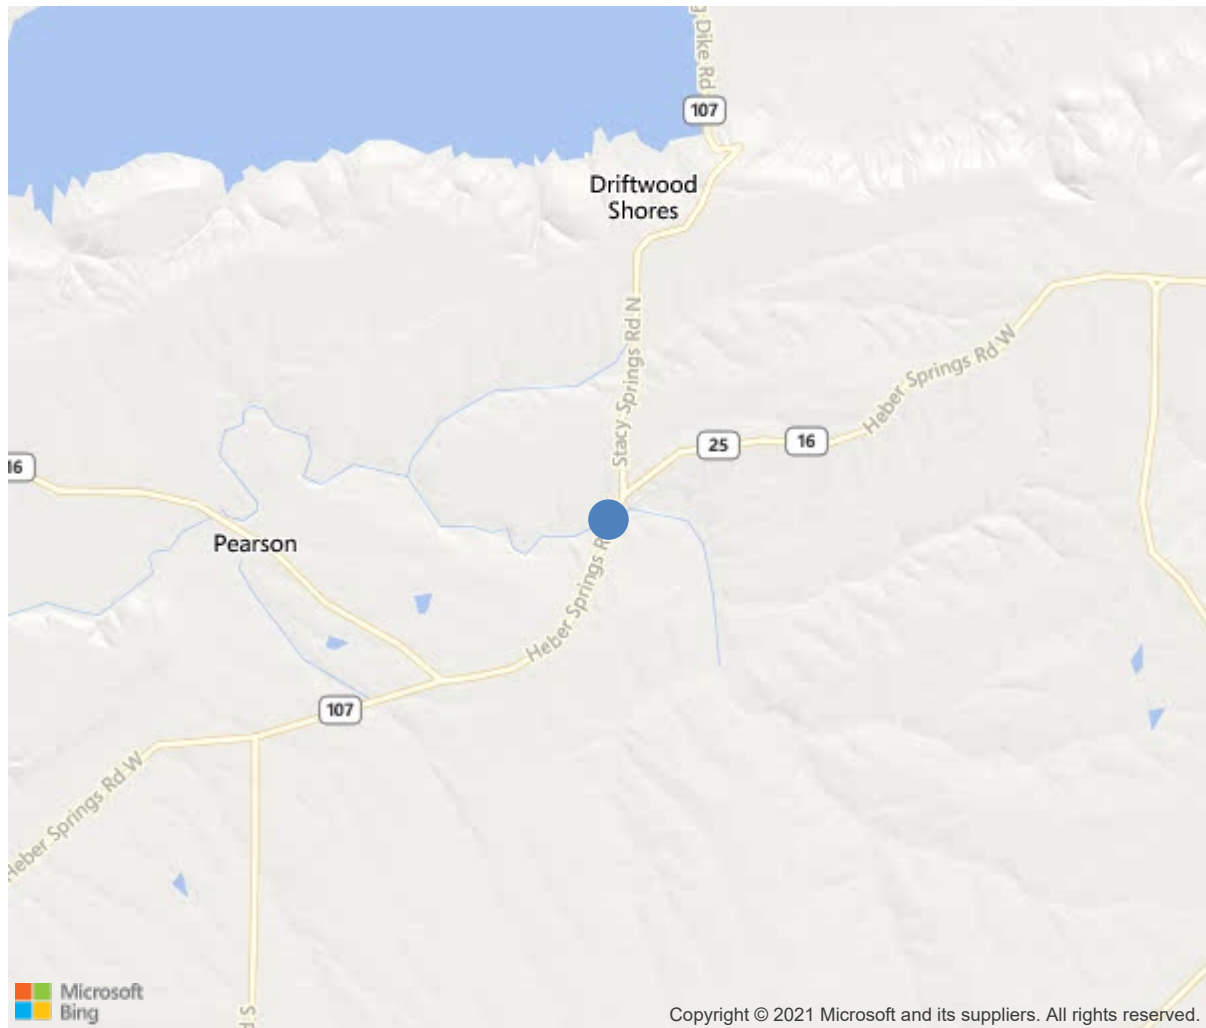 g Dike Rd
107
Driftwood
Shores
Stacy Springs Rd N
Heber Springs Rd W
25
16
16
Pearson
Heber Springs R
107
Heber Springs Rd W
d S
Microsoft
Bing
Copyright © 2021 Microsoft and its suppliers. All rights reserved.